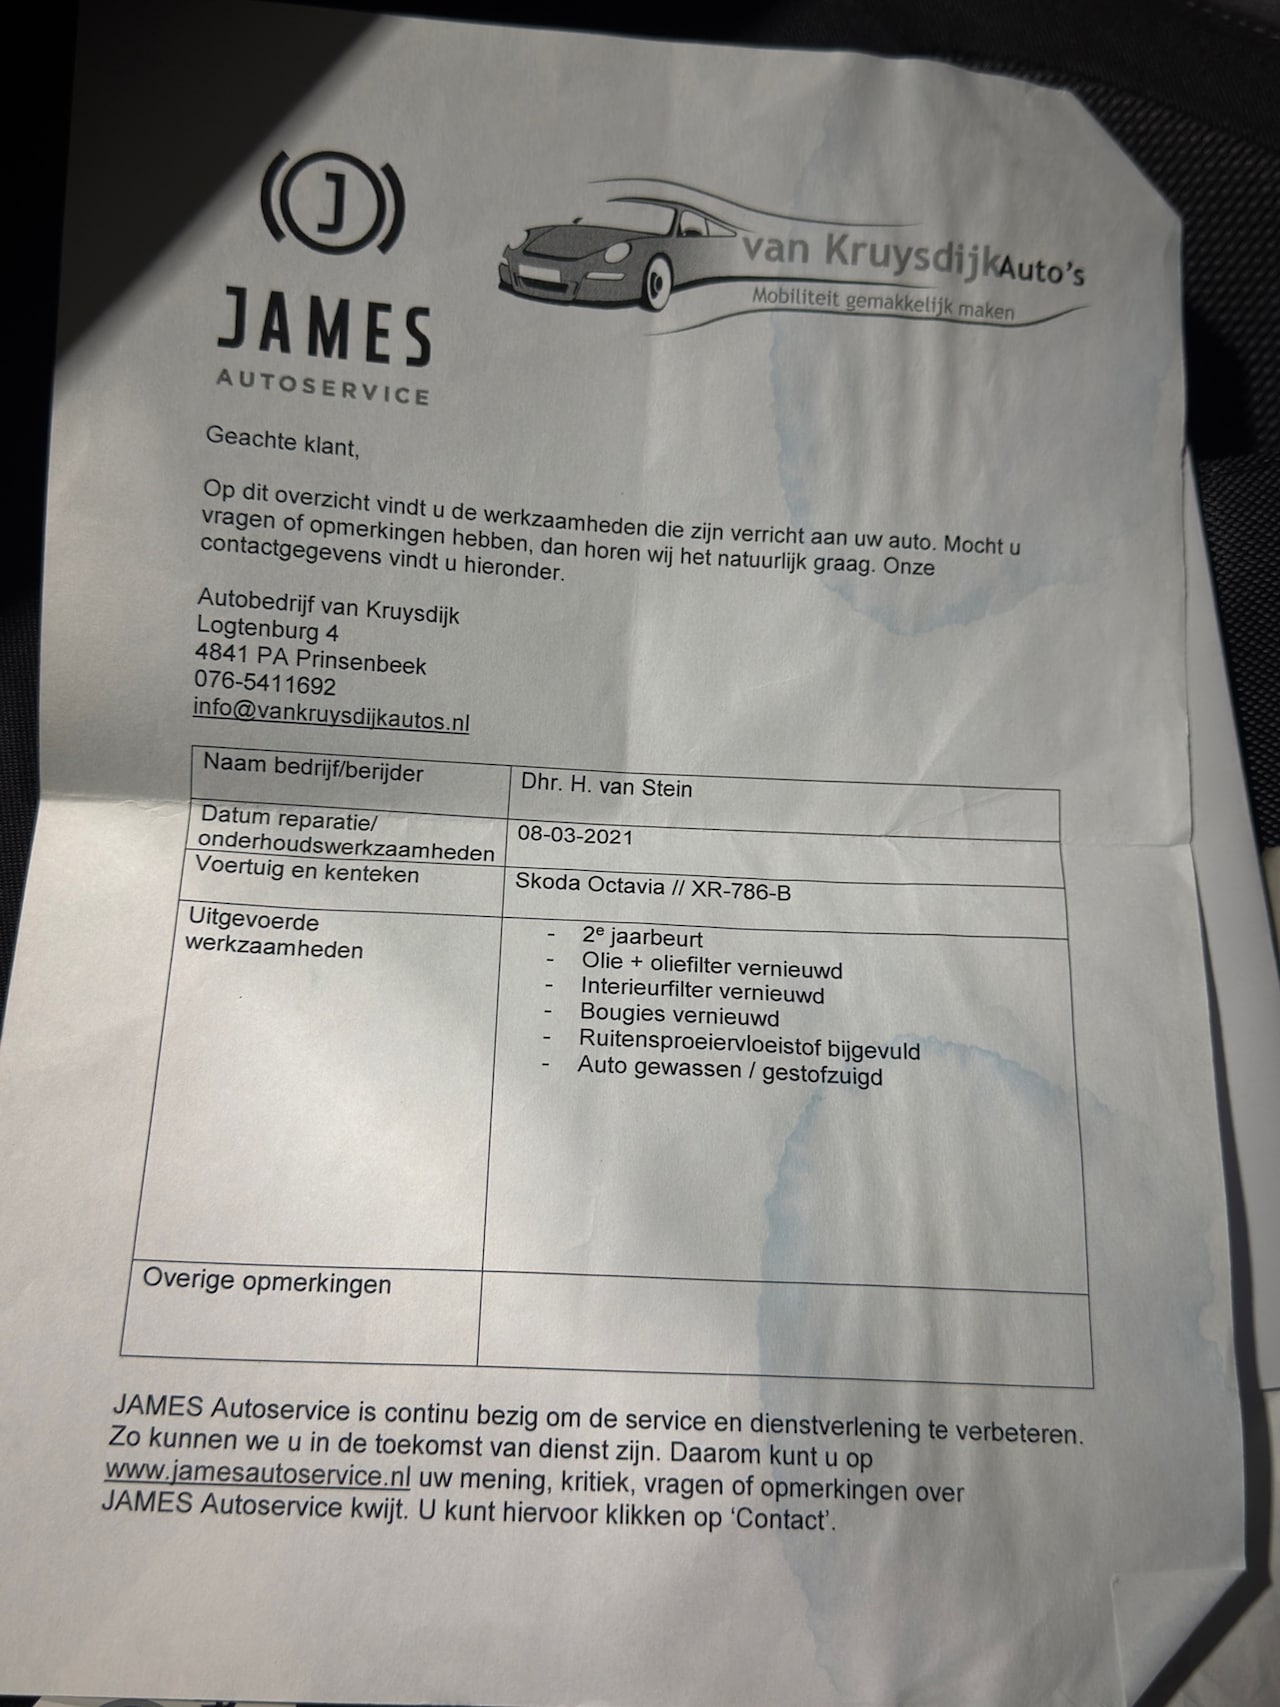 J
JAMES
AUTOSERVICE
van KruysdijkAuto's
Mobiliteit gemakkelijk maken
Geachte klant,
Op dit overzicht vindt u de werkzaamheden die zijn verricht aan uw auto. Mocht u
vragen of opmerkingen hebben, dan horen wij het natuurlijk graag. Onze
contactgegevens vindt u hieronder.
Autobedrijf van Kruysdijk
Logtenburg 4
4841 PA Prinsenbeek
076-5411692
info@vankruysdijkautos.nl
Naam bedrijf/berijder
Dhr. H. van Stein
Datum reparatie/
onderhoudswerkzaamheden
08-03-2021
Voertuig en kenteken
Skoda Octavia // XR-786-B
Uitgevoerde
werkzaamheden
- 2e jaarbeurt
- Olie + oliefilter vernieuwd
- Interieurfilter vernieuwd
- Bougies vernieuwd
- Ruitensproeiervloeistof bijgevuld
- Auto gewassen / gestofzuigd
Overige opmerkingen
JAMES Autoservice is continu bezig om de service en dienstverlening te verbeteren.
Zo kunnen we u in de toekomst van dienst zijn. Daarom kunt u op
www.jamesautoservice.nl uw mening, kritiek, vragen of opmerkingen over
JAMES Autoservice kwijt. U kunt hiervoor klikken op ‘Contact’.